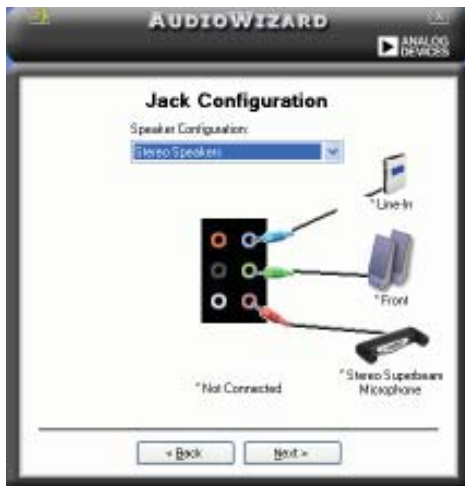 AUDIOWIZARD
ANALOG
DEVICES
Jack Configuration
Speaker Configuration:
Stereo Speakers
*Line-In
*Front
*Stereo Superbeam
Microphone
*Not Connected
< Back
Next >